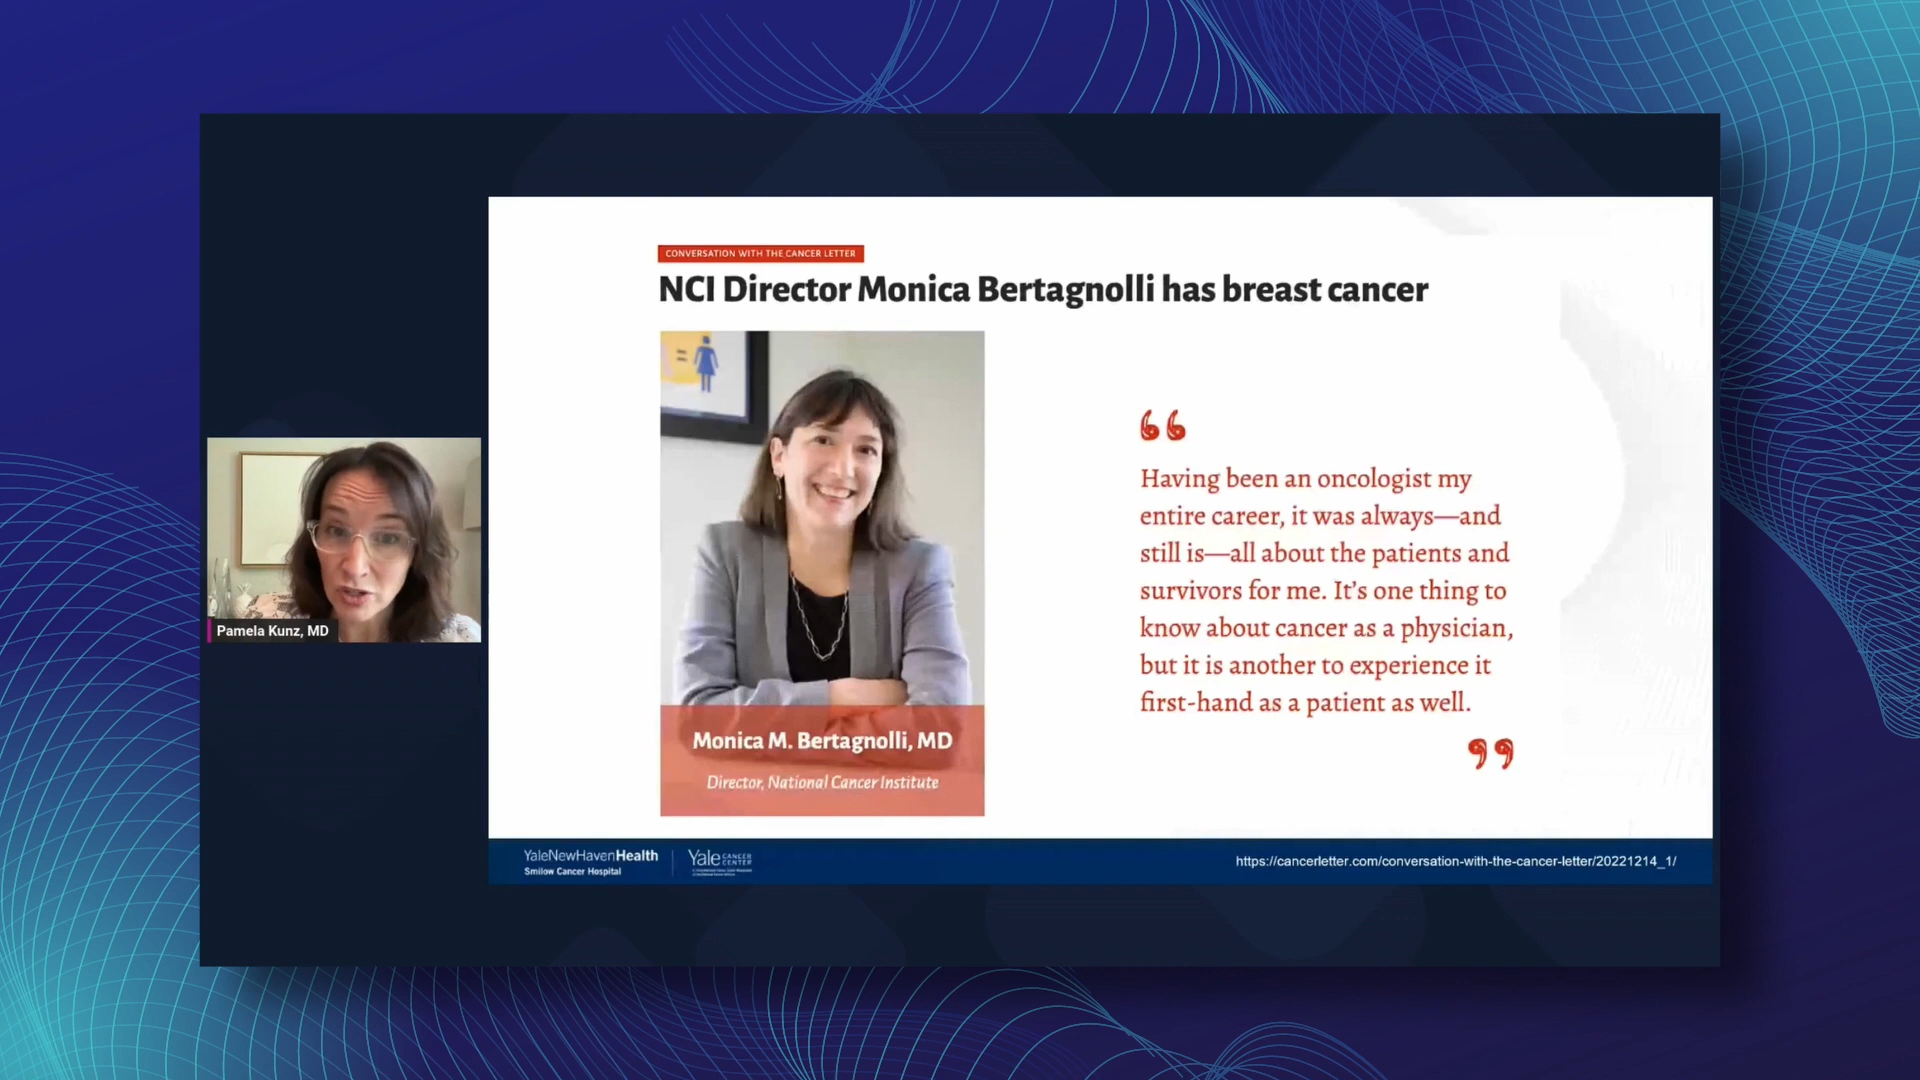 CONVERSATION WITH THE CANCER LETTER
NCI Director Monica Bertagnolli has breast cancer
=
“
Having been an oncologist my
entire career, it was always—and
still is—all about the patients and
survivors for me. It’s one thing to
know about cancer as a physician,
but it is another to experience it
first-hand as a patient as well.
”
Monica M. Bertagnolli, MD
Director, National Cancer Institute
Pamela Kunz, MD
YaleNewHavenHealth
Smilow Cancer Hospital
Yale CANCER
CENTER
https://cancerletter.com/conversation-with-the-cancer-letter/20221214_1/